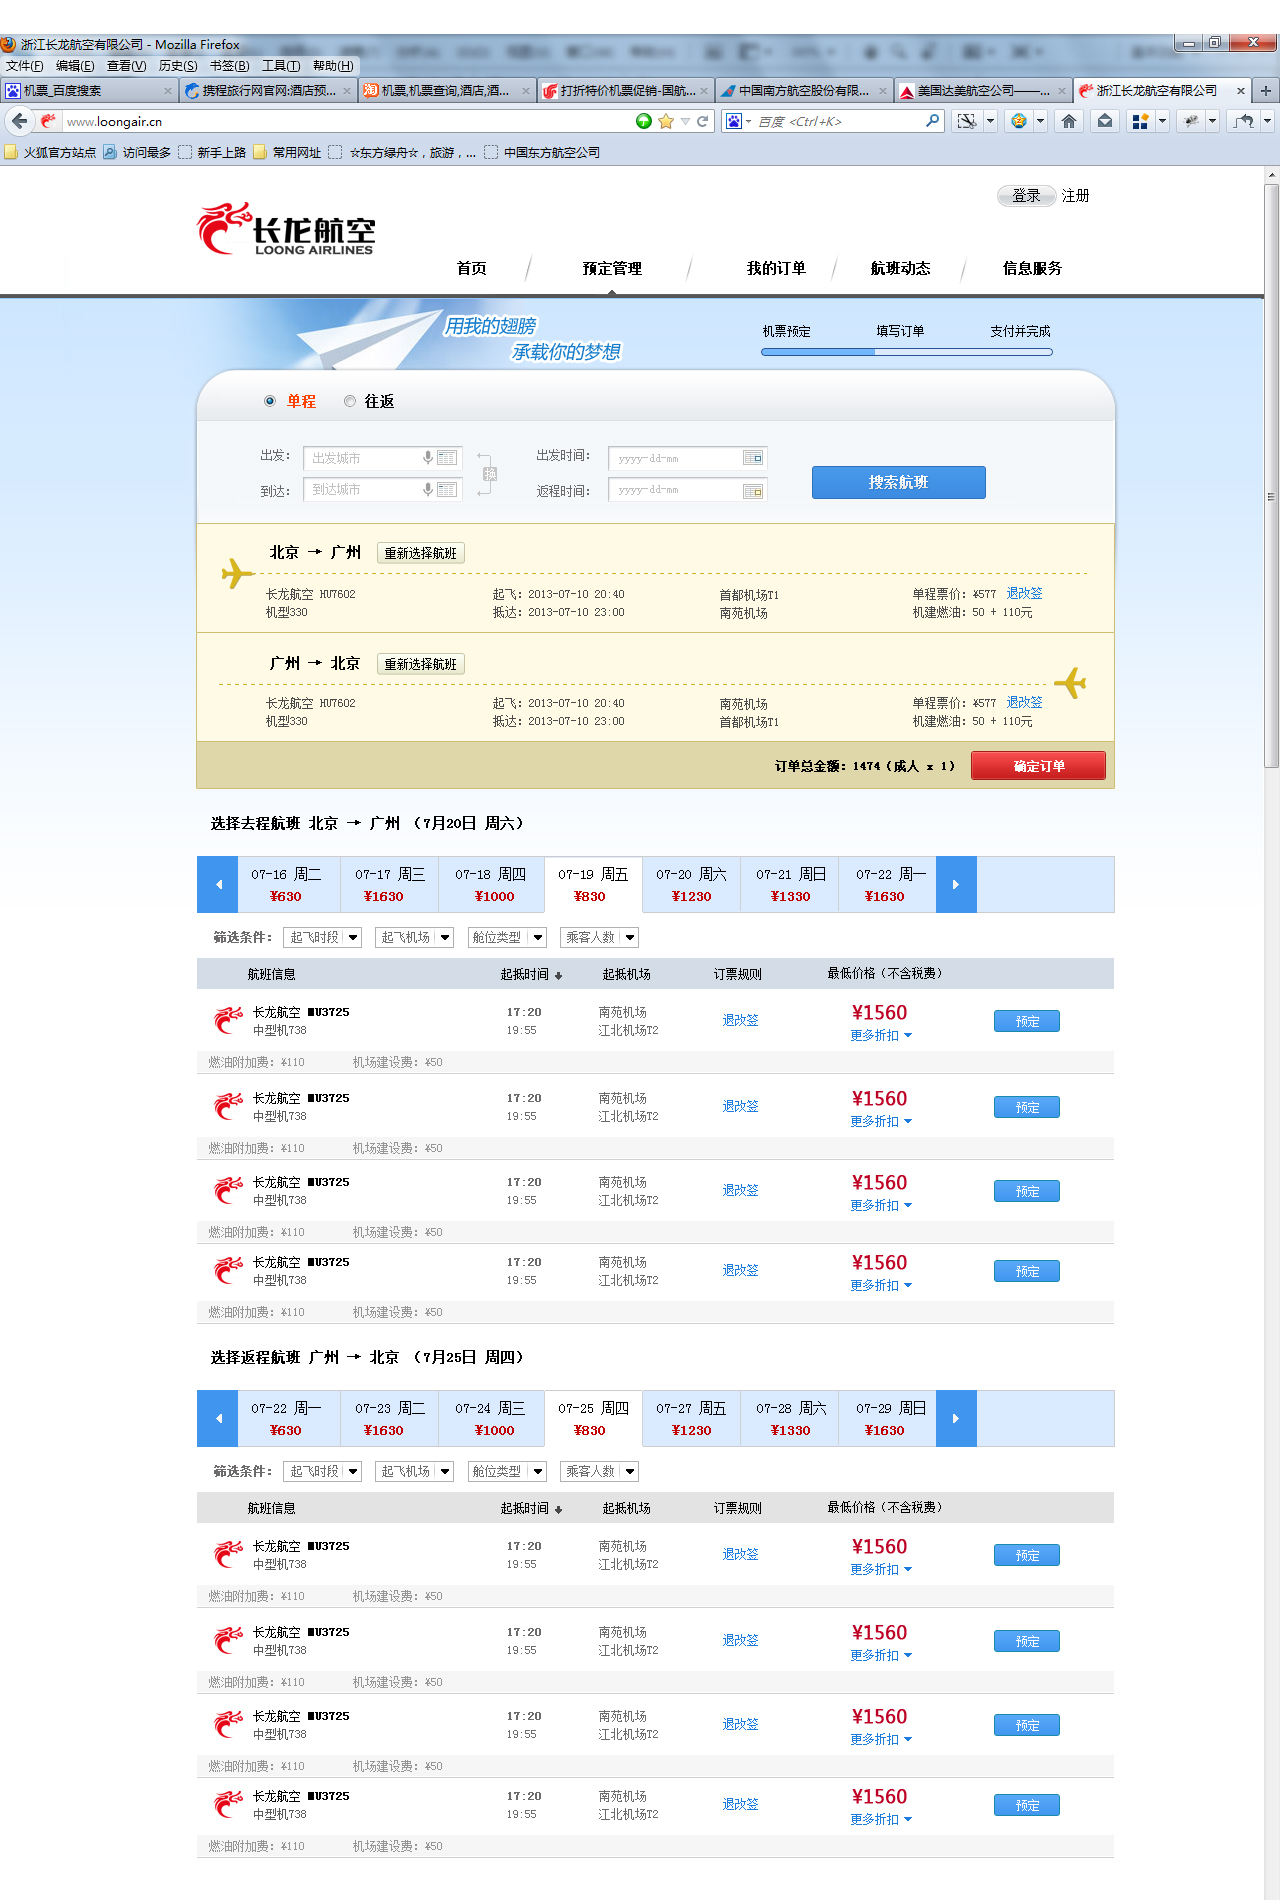 浙江长龙航空有限公司 - Mozilla Firefox
文件(F) 编辑(E) 查看(V) 历史(S) 书签(B) 工具(T) 帮助(H)
机票_百度搜索 携程旅行网官网:酒店预... 机票,机票查询,酒店,酒... 打折特价机票促销-国航... 中国南方航空股份有限... 美国达美航空公司——... 浙江长龙航空有限公司
www.loongair.cn 百度 <Ctrl+K>
火狐官方站点 访问最多 新手上路 常用网址 ☆东方绿舟☆，旅游，... 中国东方航空公司
登录 注册
长龙航空
LOONG AIRLINES
首页 预定管理 我的订单 航班动态 信息服务
用我的翅膀
承载你的梦想
机票预定 填写订单 支付并完成
单程 往返
出发： 出发城市 出发时间： yyyy-dd-mm
换
搜索航班
到达： 到达城市 返程时间： yyyy-dd-mm
北京 → 广州 重新选择航班
长龙航空 HU7602 起飞：2013-07-10 20:40 首都机场T1 单程票价：¥577 退改签
机型330 抵达：2013-07-10 23:00 南苑机场 机建燃油：50 + 110元
广州 → 北京 重新选择航班
长龙航空 HU7602 起飞：2013-07-10 20:40 南苑机场 单程票价：¥577 退改签
机型330 抵达：2013-07-10 23:00 首都机场T1 机建燃油：50 + 110元
订单总金额：1474（成人 x 1） 确定订单
选择去程航班 北京 → 广州 （7月20日 周六）
07-16 周二 07-17 周三 07-18 周四 07-19 周五 07-20 周六 07-21 周日 07-22 周一
¥630 ¥1630 ¥1000 ¥830 ¥1230 ¥1330 ¥1630
筛选条件： 起飞时段 起飞机场 舱位类型 乘客人数
航班信息 起抵时间 起抵机场 订票规则 最低价格（不含税费）
长龙航空 MU3725 17:20 南苑机场 退改签 ¥1560 预定
中型机738 19:55 江北机场T2 更多折扣
燃油附加费：¥110 机场建设费：¥50
长龙航空 MU3725 17:20 南苑机场 退改签 ¥1560 预定
中型机738 19:55 江北机场T2 更多折扣
燃油附加费：¥110 机场建设费：¥50
长龙航空 MU3725 17:20 南苑机场 退改签 ¥1560 预定
中型机738 19:55 江北机场T2 更多折扣
燃油附加费：¥110 机场建设费：¥50
长龙航空 MU3725 17:20 南苑机场 退改签 ¥1560 预定
中型机738 19:55 江北机场T2 更多折扣
燃油附加费：¥110 机场建设费：¥50
选择返程航班 广州 → 北京 （7月25日 周四）
07-22 周一 07-23 周二 07-24 周三 07-25 周四 07-27 周五 07-28 周六 07-29 周日
¥630 ¥1630 ¥1000 ¥830 ¥1230 ¥1330 ¥1630
筛选条件： 起飞时段 起飞机场 舱位类型 乘客人数
航班信息 起抵时间 起抵机场 订票规则 最低价格（不含税费）
长龙航空 MU3725 17:20 南苑机场 退改签 ¥1560 预定
中型机738 19:55 江北机场T2 更多折扣
燃油附加费：¥110 机场建设费：¥50
长龙航空 MU3725 17:20 南苑机场 退改签 ¥1560 预定
中型机738 19:55 江北机场T2 更多折扣
燃油附加费：¥110 机场建设费：¥50
长龙航空 MU3725 17:20 南苑机场 退改签 ¥1560 预定
中型机738 19:55 江北机场T2 更多折扣
燃油附加费：¥110 机场建设费：¥50
长龙航空 MU3725 17:20 南苑机场 退改签 ¥1560 预定
中型机738 19:55 江北机场T2 更多折扣
燃油附加费：¥110 机场建设费：¥50